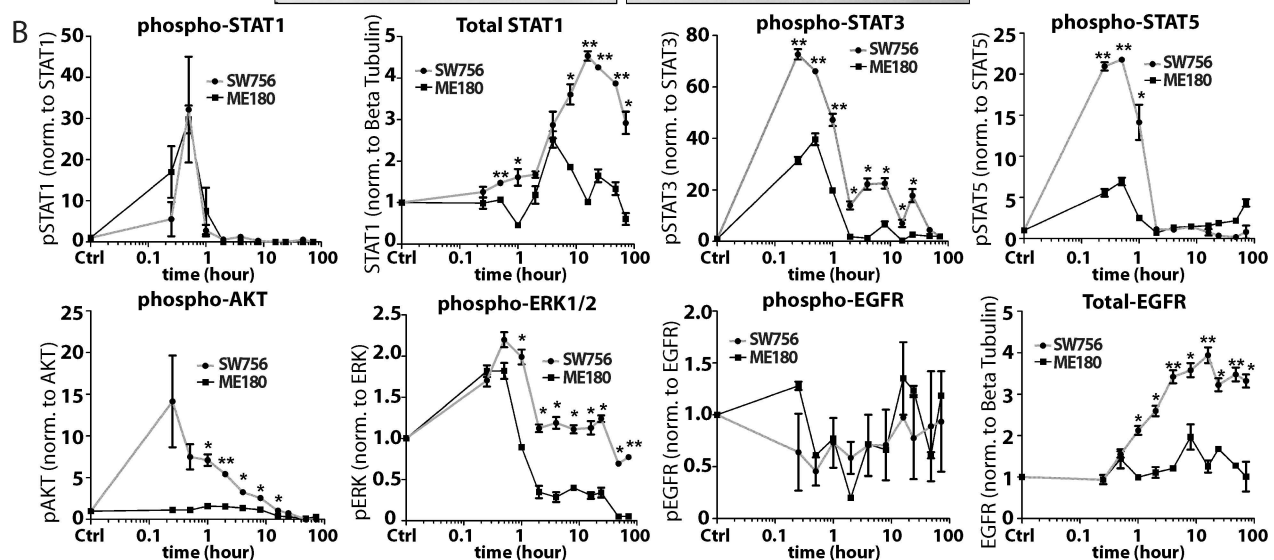 B
phospho-STAT1
pSTAT1 (norm. to STAT1)
50
40
30
20
10
0
SW756
ME180
Ctrl 0.1 1 10 100
time (hour)
Total STAT1
STAT1 (norm. to Beta Tubulin)
5
4
3
2
1
0
SW756
ME180
** * * ** ** ** *
Ctrl 0.1 1 10 100
time (hour)
phospho-STAT3
pSTAT3 (norm. to STAT3)
80
60
40
20
0
SW756
ME180
** ** ** * * * * *
Ctrl 0.1 1 10 100
time (hour)
phospho-STAT5
pSTAT5 (norm. to STAT5)
25
20
15
10
5
0
SW756
ME180
** ** *
Ctrl 0.1 1 10 100
time (hour)
phospho-AKT
pAKT (norm. to AKT)
25
20
15
10
5
0
SW756
ME180
* ** * * *
Ctrl 0.1 1 10 100
time (hour)
phospho-ERK1/2
pERK (norm. to ERK)
2.5
2.0
1.5
1.0
0.5
0
SW756
ME180
* * * * * * * **
Ctrl 0.1 1 10 100
time (hour)
phospho-EGFR
pEGFR (norm. to EGFR)
2.0
1.5
1.0
0.5
0
SW756
ME180
Ctrl 0.1 1 10 100
time (hour)
Total-EGFR
EGFR (norm. to Beta Tubulin)
5
4
3
2
1
0
SW756
ME180
* * ** * ** * ** *
Ctrl 0.1 1 10 100
time (hour)